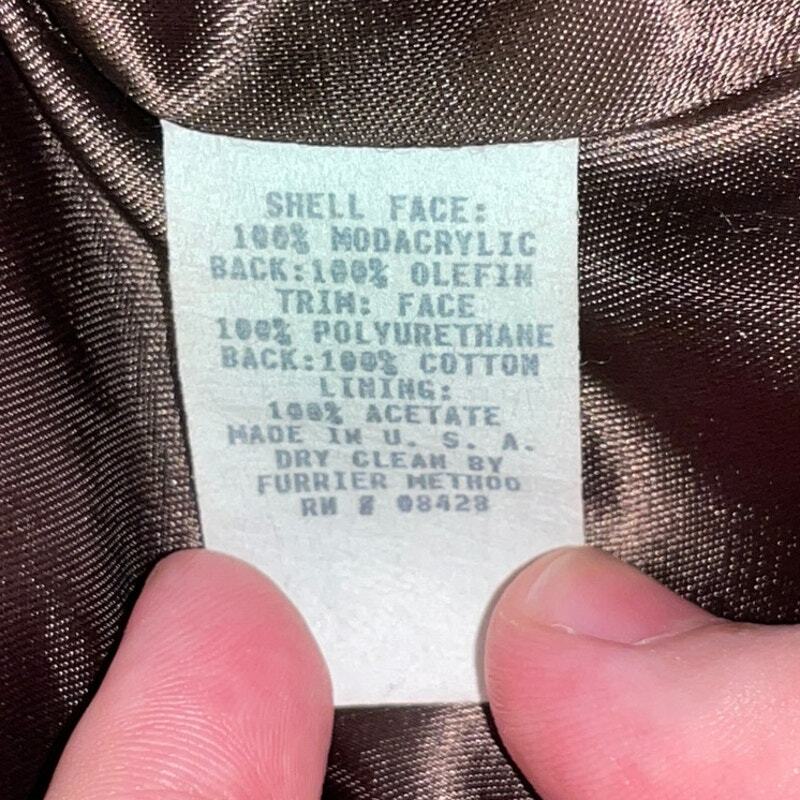 SHELL FACE:
100% MODACRYLIC
BACK:100% OLEFIN
TRIM: FACE
100% POLYURETHANE
BACK:100% COTTON
LINING:
100% ACETATE
MADE IN U. S. A.
DRY CLEAN BY
FURRIER METHOD
RN # 08428